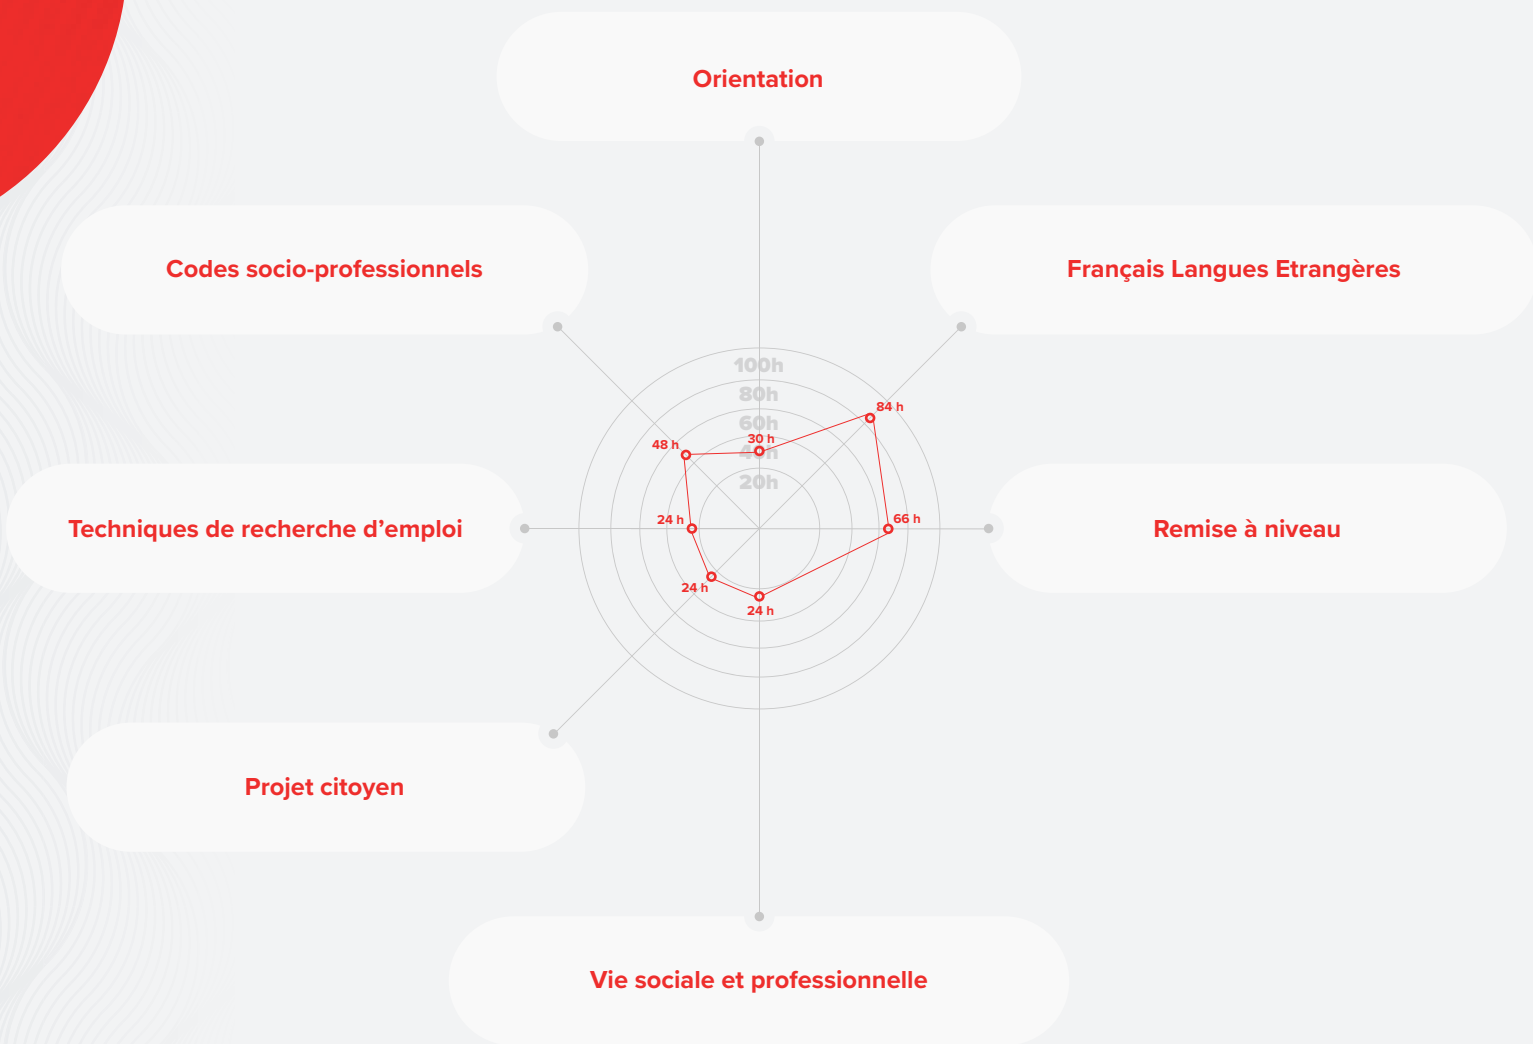 Orientation
Codes socio-professionnels
Français Langues Etrangères
100h
80h
84 h
60h
30 h
48 h
40h
20h
24 h
66 h
Techniques de recherche d’emploi
Remise à niveau
24 h
24 h
Projet citoyen
Vie sociale et professionnelle